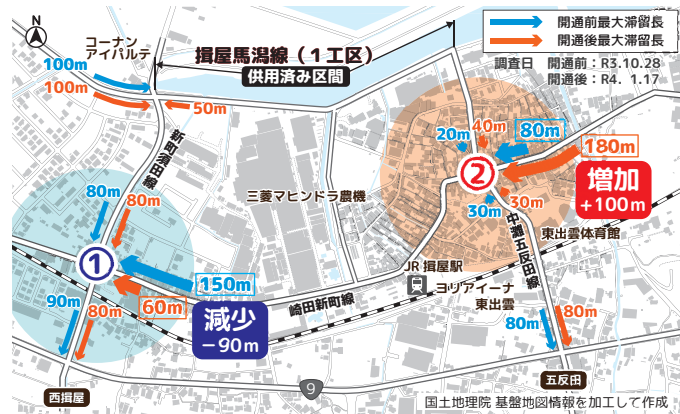 N
コーナン
アイパルテ
揖屋馬潟線（１工区）
供用済み区間
開通前最大滞留長
開通後最大滞留長
調査日　開通前：R3.10.28
開通後：R4. 1.17
100m
100m
50m
新町須田線
20m
40m
80m
180m
②
増加
+100m
30m
30m
80m
80m
三菱マヒンドラ農機
中灘五反田線
東出雲体育館
①
150m
60m
減少
－90m
崎田新町線
JR 揖屋駅
ヨリアイーナ
東出雲
90m
80m
80m
80m
西揖屋
9
五反田
国土地理院 基盤地図情報を加工して作成